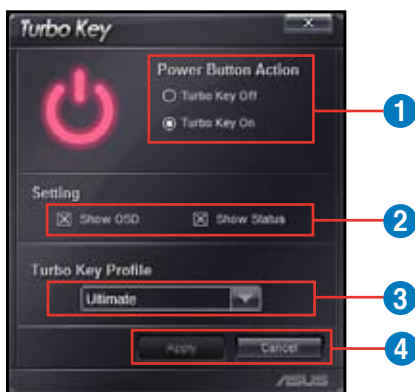 Turbo Key
Power Button Action
Turbo Key Off
Turbo Key On
1
Setting
Show OSD Show Status
2
Turbo Key Profile
Ultimate
3
Apply Cancel
4
ASUS